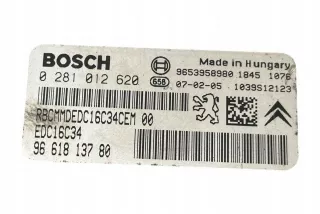 BOSCH
Made in Hungary
0 281 012 620
658
9653958980 1845 1076
07-02-05 1039S12123
RBCMMDEDC16C34CEM 00
EDC16C34
96 618 137 80